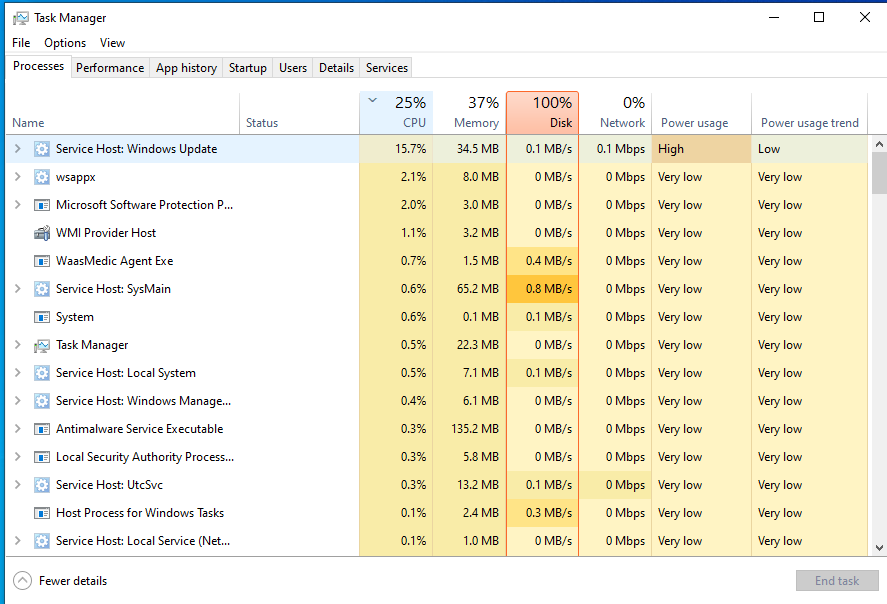 Task Manager
File Options View
Processes Performance App history Startup Users Details Services
25% 37% 100% 0%
Name Status CPU Memory Disk Network Power usage Power usage trend
Service Host: Windows Update 15.7% 34.5 MB 0.1 MB/s 0.1 Mbps High Low
wsappx 2.1% 8.0 MB 0 MB/s 0 Mbps Very low Very low
Microsoft Software Protection P... 2.0% 3.0 MB 0 MB/s 0 Mbps Very low Very low
WMI Provider Host 1.1% 3.2 MB 0 MB/s 0 Mbps Very low Very low
WaasMedic Agent Exe 0.7% 1.5 MB 0.4 MB/s 0 Mbps Very low Very low
Service Host: SysMain 0.6% 65.2 MB 0.8 MB/s 0 Mbps Very low Very low
System 0.6% 0.1 MB 0.1 MB/s 0 Mbps Very low Very low
Task Manager 0.5% 22.3 MB 0 MB/s 0 Mbps Very low Very low
Service Host: Local System 0.5% 7.1 MB 0.1 MB/s 0 Mbps Very low Very low
Service Host: Windows Manage... 0.4% 6.1 MB 0 MB/s 0 Mbps Very low Very low
Antimalware Service Executable 0.3% 135.2 MB 0 MB/s 0 Mbps Very low Very low
Local Security Authority Process... 0.3% 5.8 MB 0 MB/s 0 Mbps Very low Very low
Service Host: UtcSvc 0.3% 13.2 MB 0.1 MB/s 0 Mbps Very low Very low
Host Process for Windows Tasks 0.1% 2.4 MB 0.3 MB/s 0 Mbps Very low Very low
Service Host: Local Service (Net... 0.1% 1.0 MB 0 MB/s 0 Mbps Very low Very low
Fewer details End task